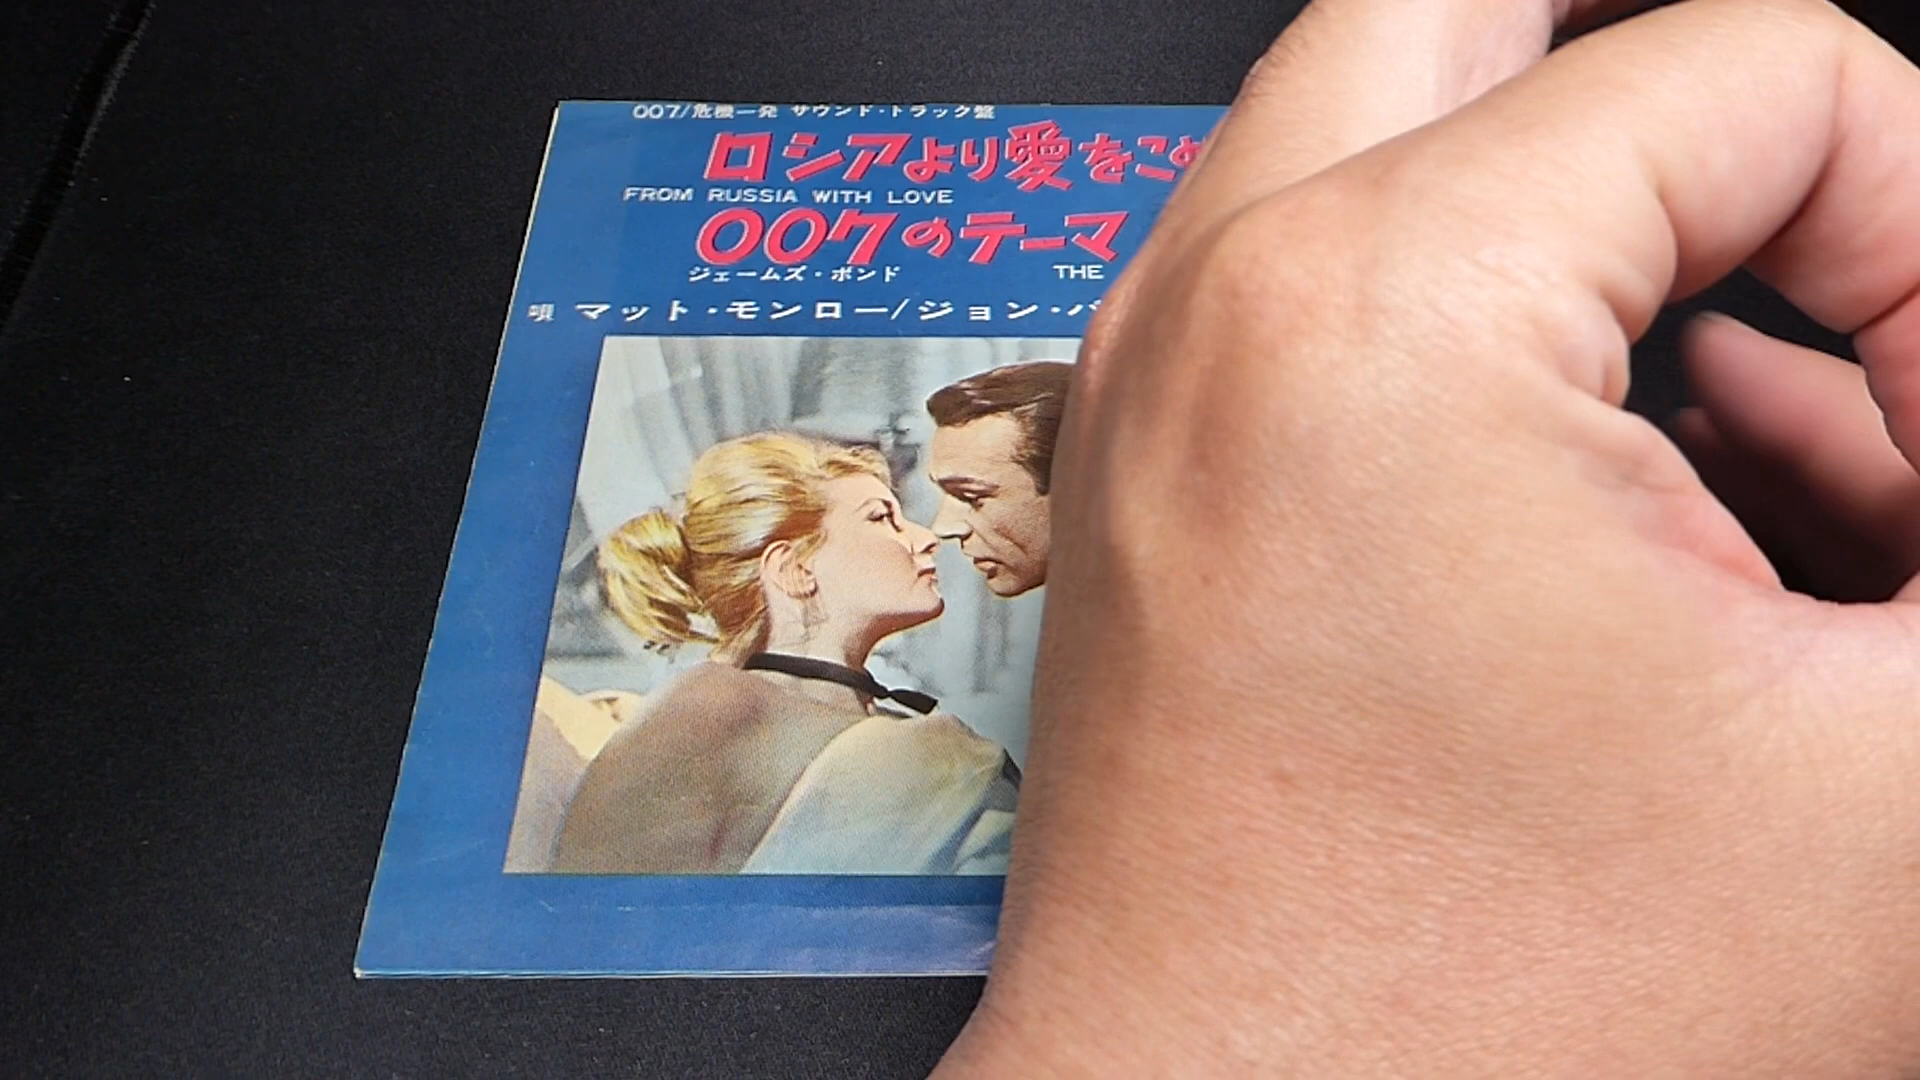 007/危機一発 サウンド・トラック盤
ロシアより愛をこめ
FROM RUSSIA WITH LOVE
007のテーマ
ジェームズ・ボンド THE
唄 マット・モンロー/ジョン・バ